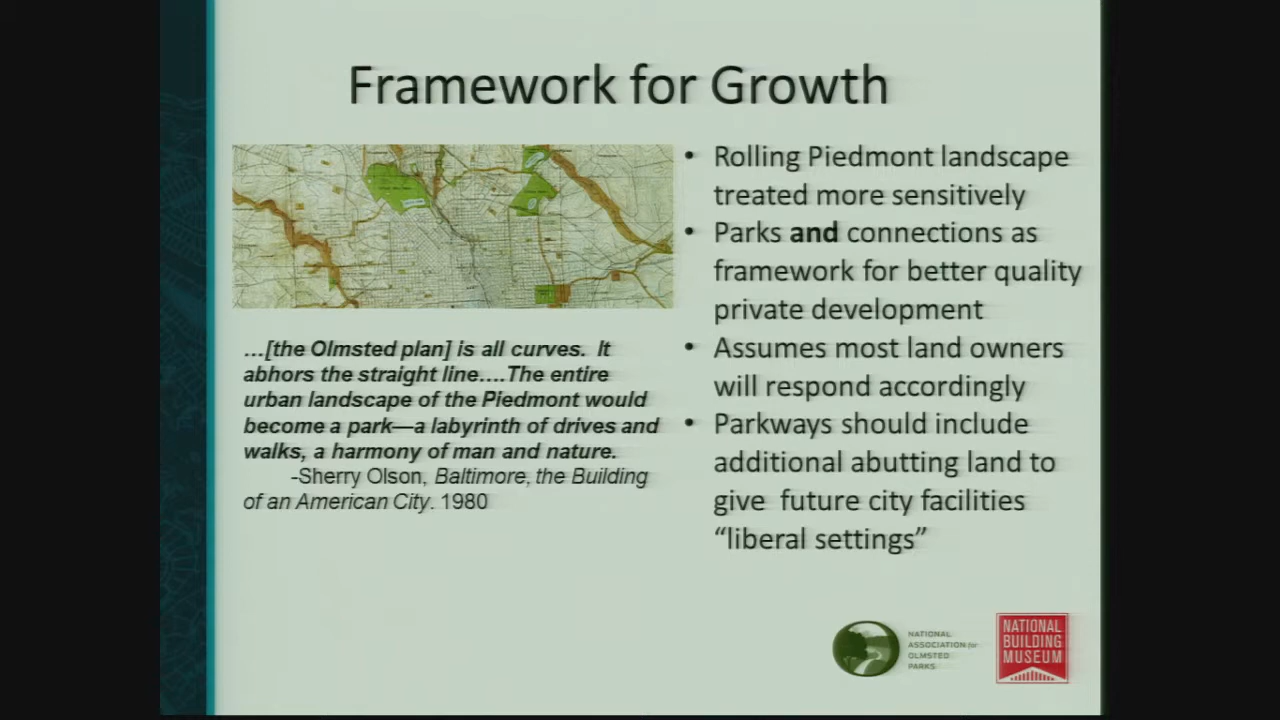 Framework for Growth
…[the Olmsted plan] is all curves. It
abhors the straight line….The entire
urban landscape of the Piedmont would
become a park—a labyrinth of drives and
walks, a harmony of man and nature.
-Sherry Olson, Baltimore, the Building
of an American City. 1980
• Rolling Piedmont landscape
treated more sensitively
• Parks and connections as
framework for better quality
private development
• Assumes most land owners
will respond accordingly
• Parkways should include
additional abutting land to
give future city facilities
“liberal settings”
NATIONAL
ASSOCIATION for
OLMSTED
PARKS
NATIONAL
BUILDING
MUSEUM